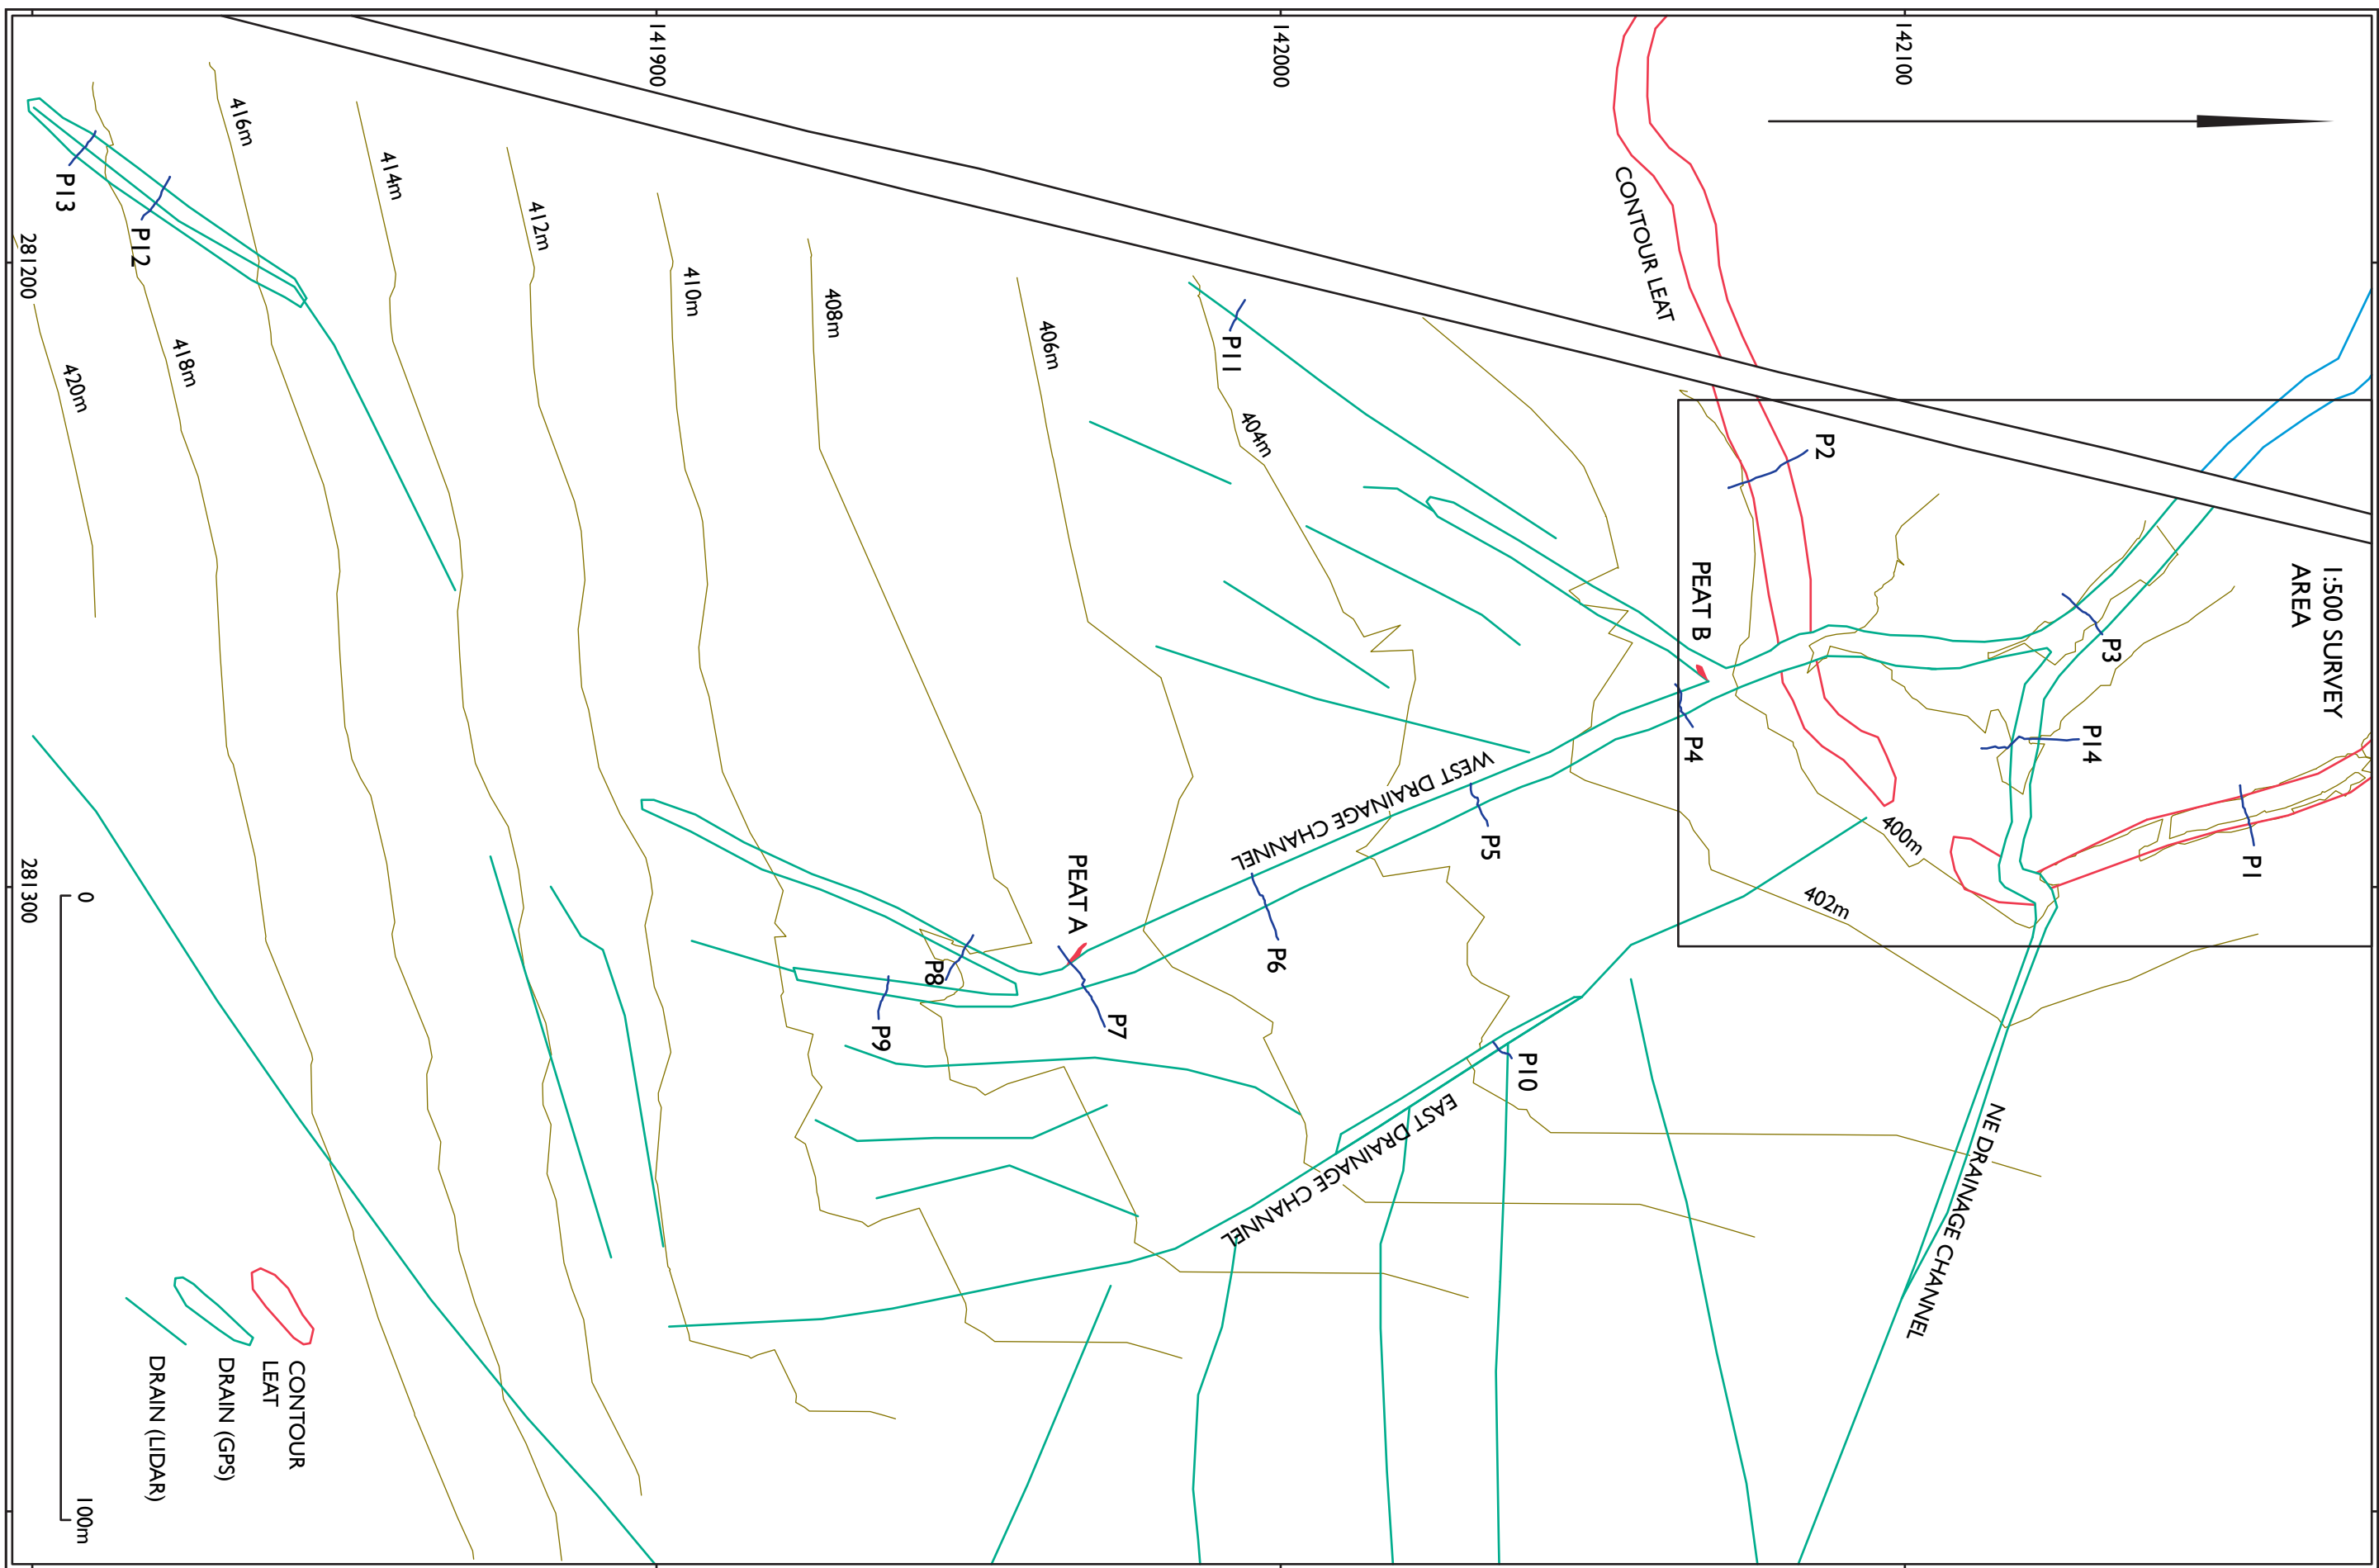 141900
142000
142100
281200
281300
CONTOUR LEAT
1:500 SURVEY
AREA
P1
P2
P3
P4
P5
P6
P7
P8
P9
P10
P11
P12
P13
P14
PEAT A
PEAT B
WEST DRAINAGE CHANNEL
EAST DRAINAGE CHANNEL
NE DRAINAGE CHANNEL
400m
402m
404m
406m
408m
410m
412m
414m
416m
418m
420m
0
100m
CONTOUR
LEAT
DRAIN (GPS)
DRAIN (LIDAR)